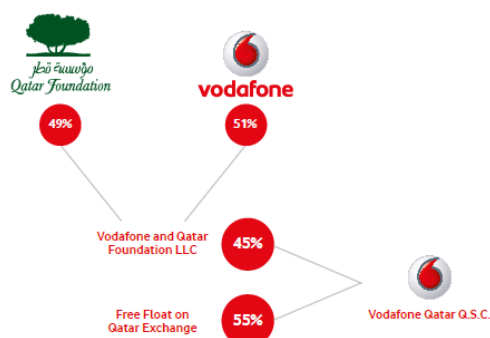 مؤسسة قطر
Qatar Foundation
vodafone
49%
51%
Vodafone and Qatar
Foundation LLC
45%
Free Float on
Qatar Exchange
55%
Vodafone Qatar Q.S.C.